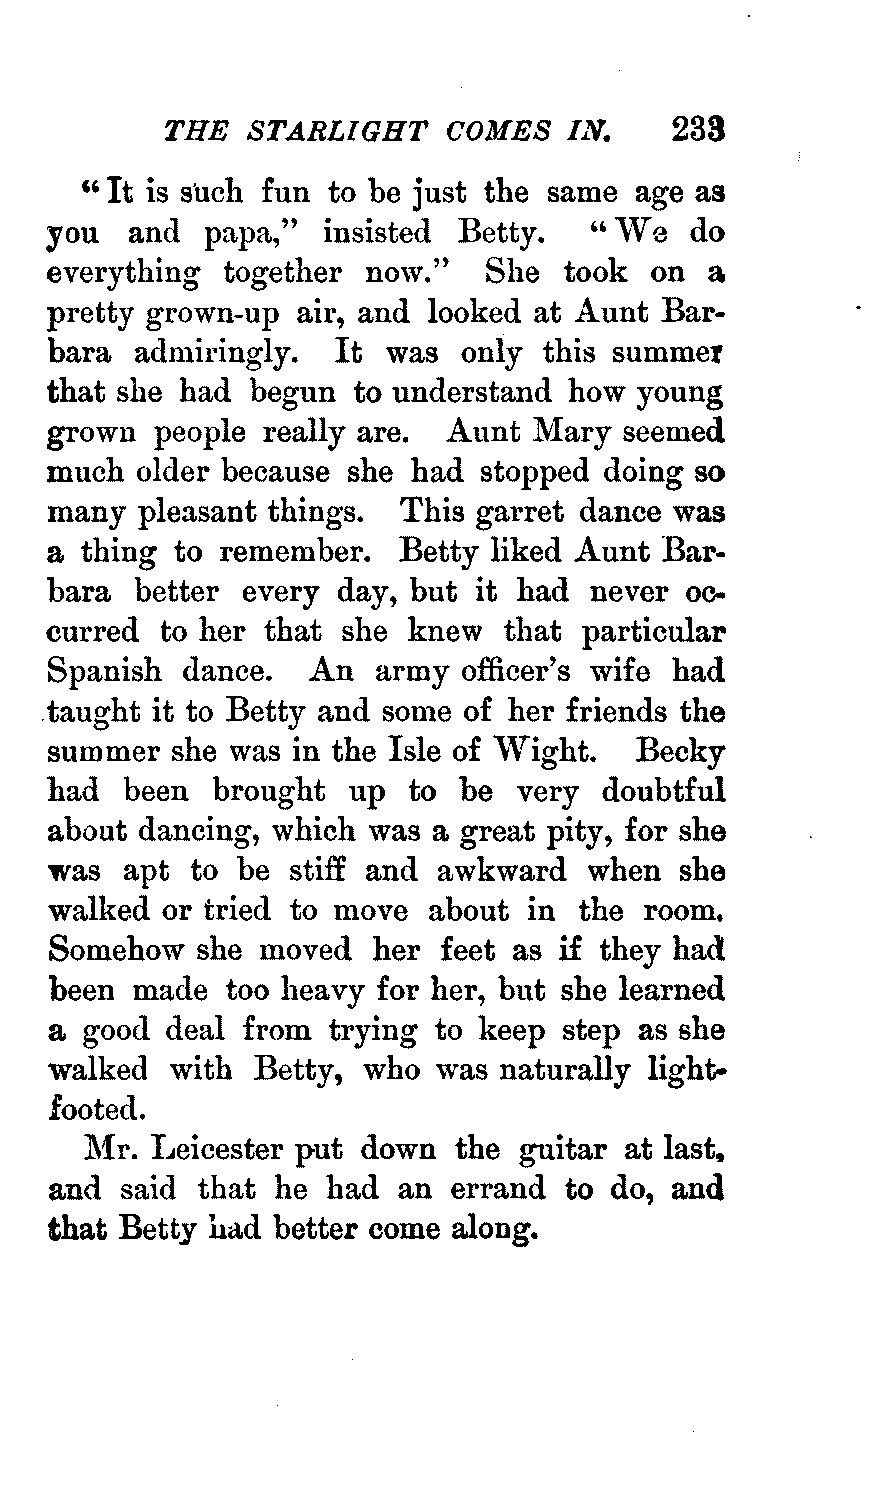 THE STARLIGHT COMES IN. 233
“It is such fun to be just the same age as
you and papa,” insisted Betty. “We do
everything together now.” She took on a
pretty grown-up air, and looked at Aunt Bar-
bara admiringly. It was only this summer
that she had begun to understand how young
grown people really are. Aunt Mary seemed
much older because she had stopped doing so
many pleasant things. This garret dance was
a thing to remember. Betty liked Aunt Bar-
bara better every day, but it had never oc-
curred to her that she knew that particular
Spanish dance. An army officer’s wife had
taught it to Betty and some of her friends the
summer she was in the Isle of Wight. Becky
had been brought up to be very doubtful
about dancing, which was a great pity, for she
was apt to be stiff and awkward when she
walked or tried to move about in the room.
Somehow she moved her feet as if they had
been made too heavy for her, but she learned
a good deal from trying to keep step as she
walked with Betty, who was naturally light-
footed.
Mr. Leicester put down the guitar at last,
and said that he had an errand to do, and
that Betty had better come along.